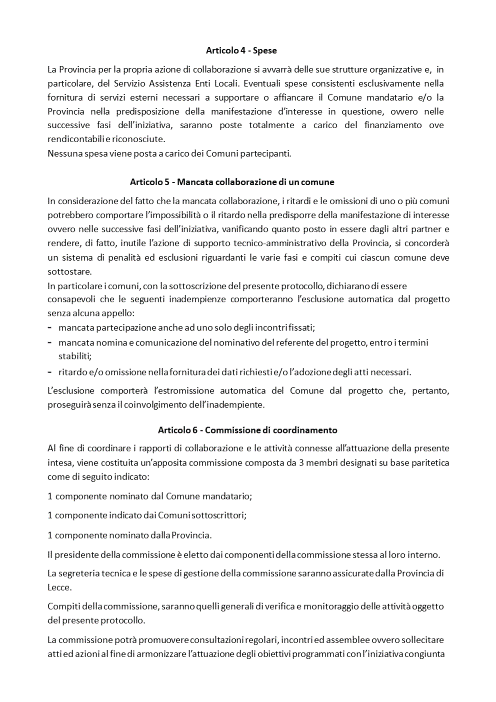 Articolo 4 - Spese
La Provincia per la propria azione di collaborazione si avvarrà delle sue strutture organizzative e, in
particolare, del Servizio Assistenza Enti Locali. Eventuali spese consistenti esclusivamente nella
fornitura di servizi esterni necessari a supportare o affiancare il Comune mandatario e/o la
Provincia nella predisposizione della manifestazione d'interesse in questione, ovvero nelle
successive fasi dell'iniziativa, saranno poste totalmente a carico del finanziamento ove
rendicontabili e riconosciute.
Nessuna spesa viene posta a carico dei Comuni partecipanti.
Articolo 5 - Mancata collaborazione di un comune
In considerazione del fatto che la mancata collaborazione, i ritardi e le omissioni di uno o più comuni
potrebbero comportare l'impossibilità o il ritardo nella predisporre della manifestazione di interesse
ovvero nelle successive fasi dell'iniziativa, vanificando quanto posto in essere dagli altri partner e
rendere, di fatto, inutile l'azione di supporto tecnico-amministrativo della Provincia, si concorderà
un sistema di penalità ed esclusioni riguardanti le varie fasi e compiti cui ciascun comune deve
sottostare.
In particolare i comuni, con la sottoscrizione del presente protocollo, dichiarano di essere
consapevoli che le seguenti inadempienze comporteranno l'esclusione automatica dal progetto
senza alcuna appello:
- mancata partecipazione anche ad uno solo degli incontri fissati;
- mancata nomina e comunicazione del nominativo del referente del progetto, entro i termini
stabiliti;
- ritardo e/o omissione nella fornitura dei dati richiesti e/o l'adozione degli atti necessari.
L'esclusione comporterà l'estromissione automatica del Comune dal progetto che, pertanto,
proseguirà senza il coinvolgimento dell'inadempiente.
Articolo 6 - Commissione di coordinamento
Al fine di coordinare i rapporti di collaborazione e le attività connesse all'attuazione della presente
intesa, viene costituita un'apposita commissione composta da 3 membri designati su base paritetica
come di seguito indicato:
1 componente nominato dal Comune mandatario;
1 componente indicato dai Comuni sottoscrittori;
1 componente nominato dalla Provincia.
Il presidente della commissione è eletto dai componenti della commissione stessa al loro interno.
La segreteria tecnica e le spese di gestione della commissione saranno assicurate dalla Provincia di
Lecce.
Compiti della commissione, saranno quelli generali di verifica e monitoraggio delle attività oggetto
del presente protocollo.
La commissione potrà promuovere consultazioni regolari, incontri ed assemblee ovvero sollecitare
atti ed azioni al fine di armonizzare l'attuazione degli obiettivi programmati con l'iniziativa congiunta